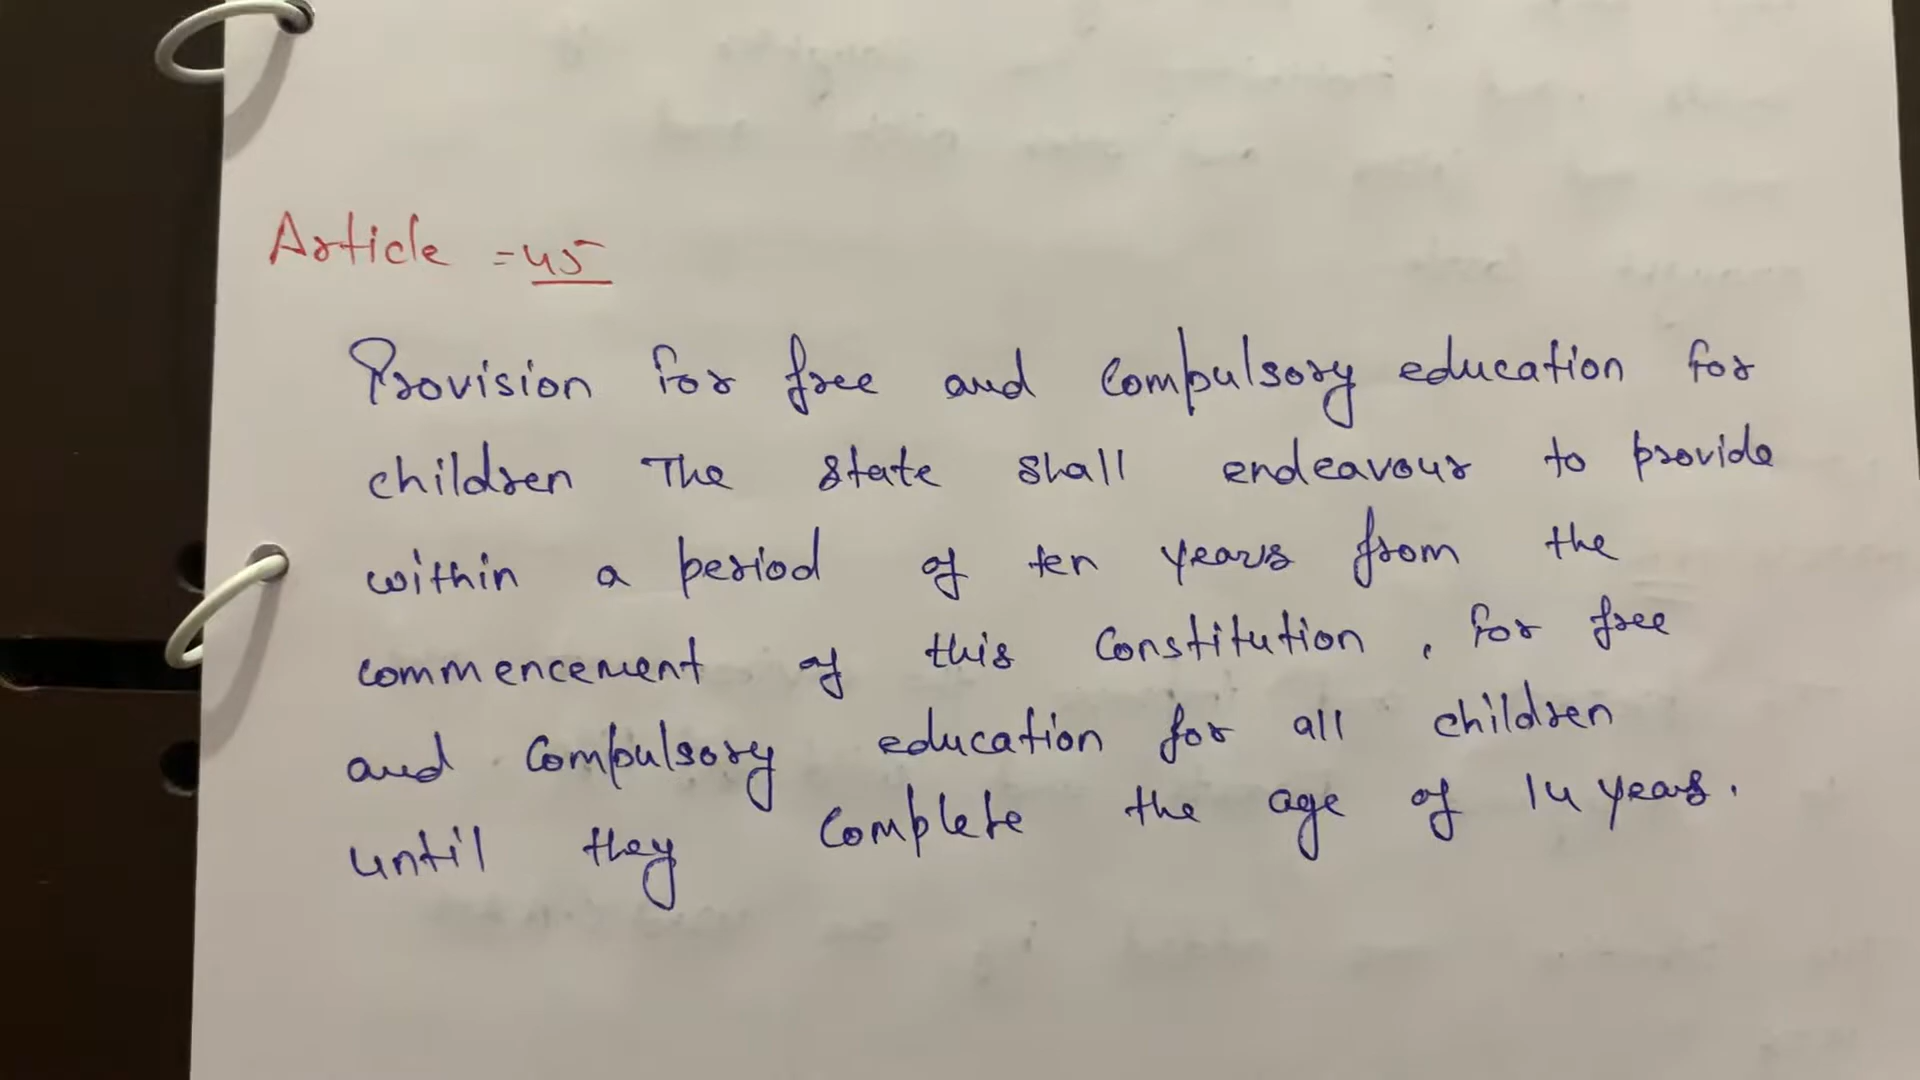 Article = 45
Provision for free and compulsory education for
children The state shall endeavour to provide
within a period of ten years from the
commencement of this Constitution, for free
and compulsory education for all children
until they complete the age of 14 years.